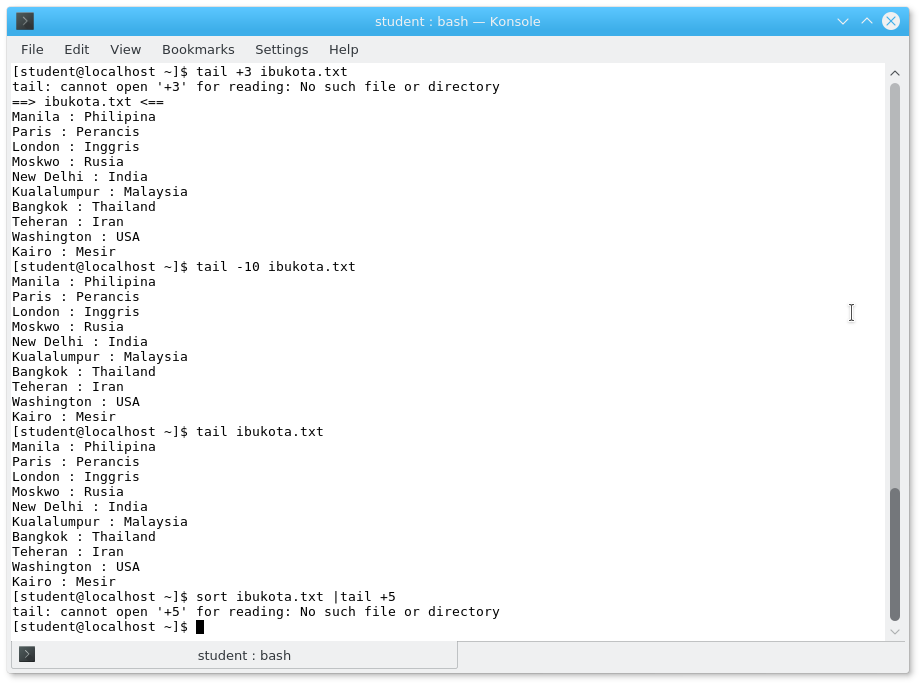 student : bash — Konsole
File Edit View Bookmarks Settings Help
[student@localhost ~]$ tail +3 ibukota.txt
tail: cannot open '+3' for reading: No such file or directory
==> ibukota.txt <==
Manila : Philipina
Paris : Perancis
London : Inggris
Moskwo : Rusia
New Delhi : India
Kualalumpur : Malaysia
Bangkok : Thailand
Teheran : Iran
Washington : USA
Kairo : Mesir
[student@localhost ~]$ tail -10 ibukota.txt
Manila : Philipina
Paris : Perancis
London : Inggris
Moskwo : Rusia
New Delhi : India
Kualalumpur : Malaysia
Bangkok : Thailand
Teheran : Iran
Washington : USA
Kairo : Mesir
[student@localhost ~]$ tail ibukota.txt
Manila : Philipina
Paris : Perancis
London : Inggris
Moskwo : Rusia
New Delhi : India
Kualalumpur : Malaysia
Bangkok : Thailand
Teheran : Iran
Washington : USA
Kairo : Mesir
[student@localhost ~]$ sort ibukota.txt |tail +5
tail: cannot open '+5' for reading: No such file or directory
[student@localhost ~]$
student : bash